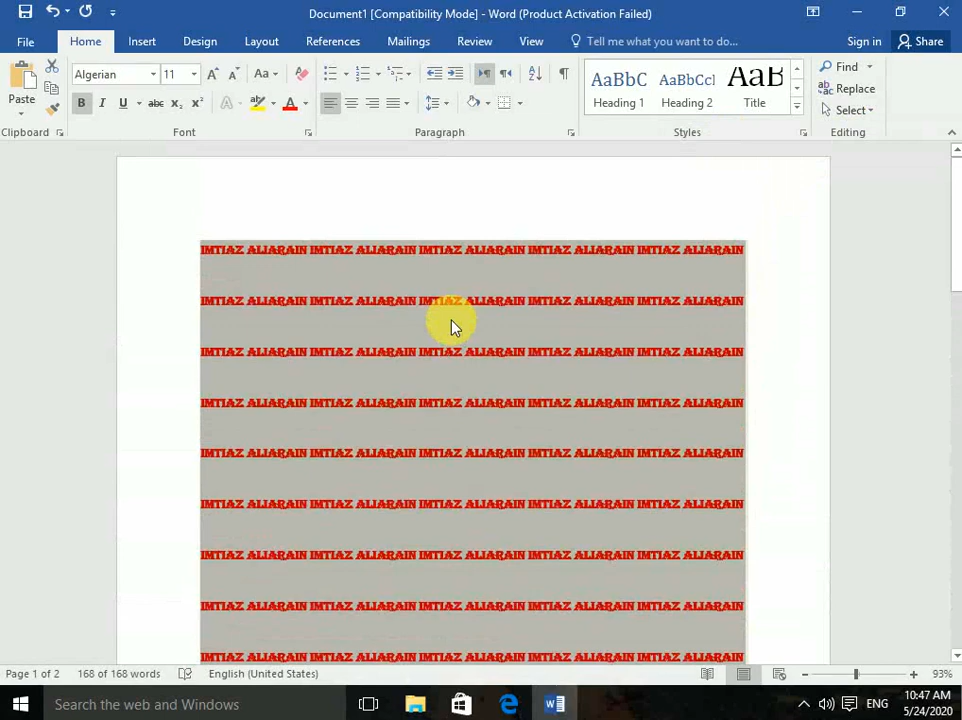 Document1 [Compatibility Mode] - Word (Product Activation Failed)
File Home Insert Design Layout References Mailings Review View Tell me what you want to do... Sign in Share
Paste
Algerian 11 Aa
B I U abc X2 X2 A A
AaBbC AaBbCcl AaB
Heading 1 Heading 2 Title
Find
Replace
Select
Clipboard Font Paragraph Styles Editing
IMTIAZ ALIARAIN IMTIAZ ALIARAIN IMTIAZ ALIARAIN IMTIAZ ALIARAIN IMTIAZ ALIARAIN
IMTIAZ ALIARAIN IMTIAZ ALIARAIN IMTIAZ ALIARAIN IMTIAZ ALIARAIN IMTIAZ ALIARAIN
IMTIAZ ALIARAIN IMTIAZ ALIARAIN IMTIAZ ALIARAIN IMTIAZ ALIARAIN IMTIAZ ALIARAIN
IMTIAZ ALIARAIN IMTIAZ ALIARAIN IMTIAZ ALIARAIN IMTIAZ ALIARAIN IMTIAZ ALIARAIN
IMTIAZ ALIARAIN IMTIAZ ALIARAIN IMTIAZ ALIARAIN IMTIAZ ALIARAIN IMTIAZ ALIARAIN
IMTIAZ ALIARAIN IMTIAZ ALIARAIN IMTIAZ ALIARAIN IMTIAZ ALIARAIN IMTIAZ ALIARAIN
IMTIAZ ALIARAIN IMTIAZ ALIARAIN IMTIAZ ALIARAIN IMTIAZ ALIARAIN IMTIAZ ALIARAIN
IMTIAZ ALIARAIN IMTIAZ ALIARAIN IMTIAZ ALIARAIN IMTIAZ ALIARAIN IMTIAZ ALIARAIN
IMTIAZ ALIARAIN IMTIAZ ALIARAIN IMTIAZ ALIARAIN IMTIAZ ALIARAIN IMTIAZ ALIARAIN
Page 1 of 2 168 of 168 words English (United States) 93%
Search the web and Windows
ENG
10:47 AM
5/24/2020